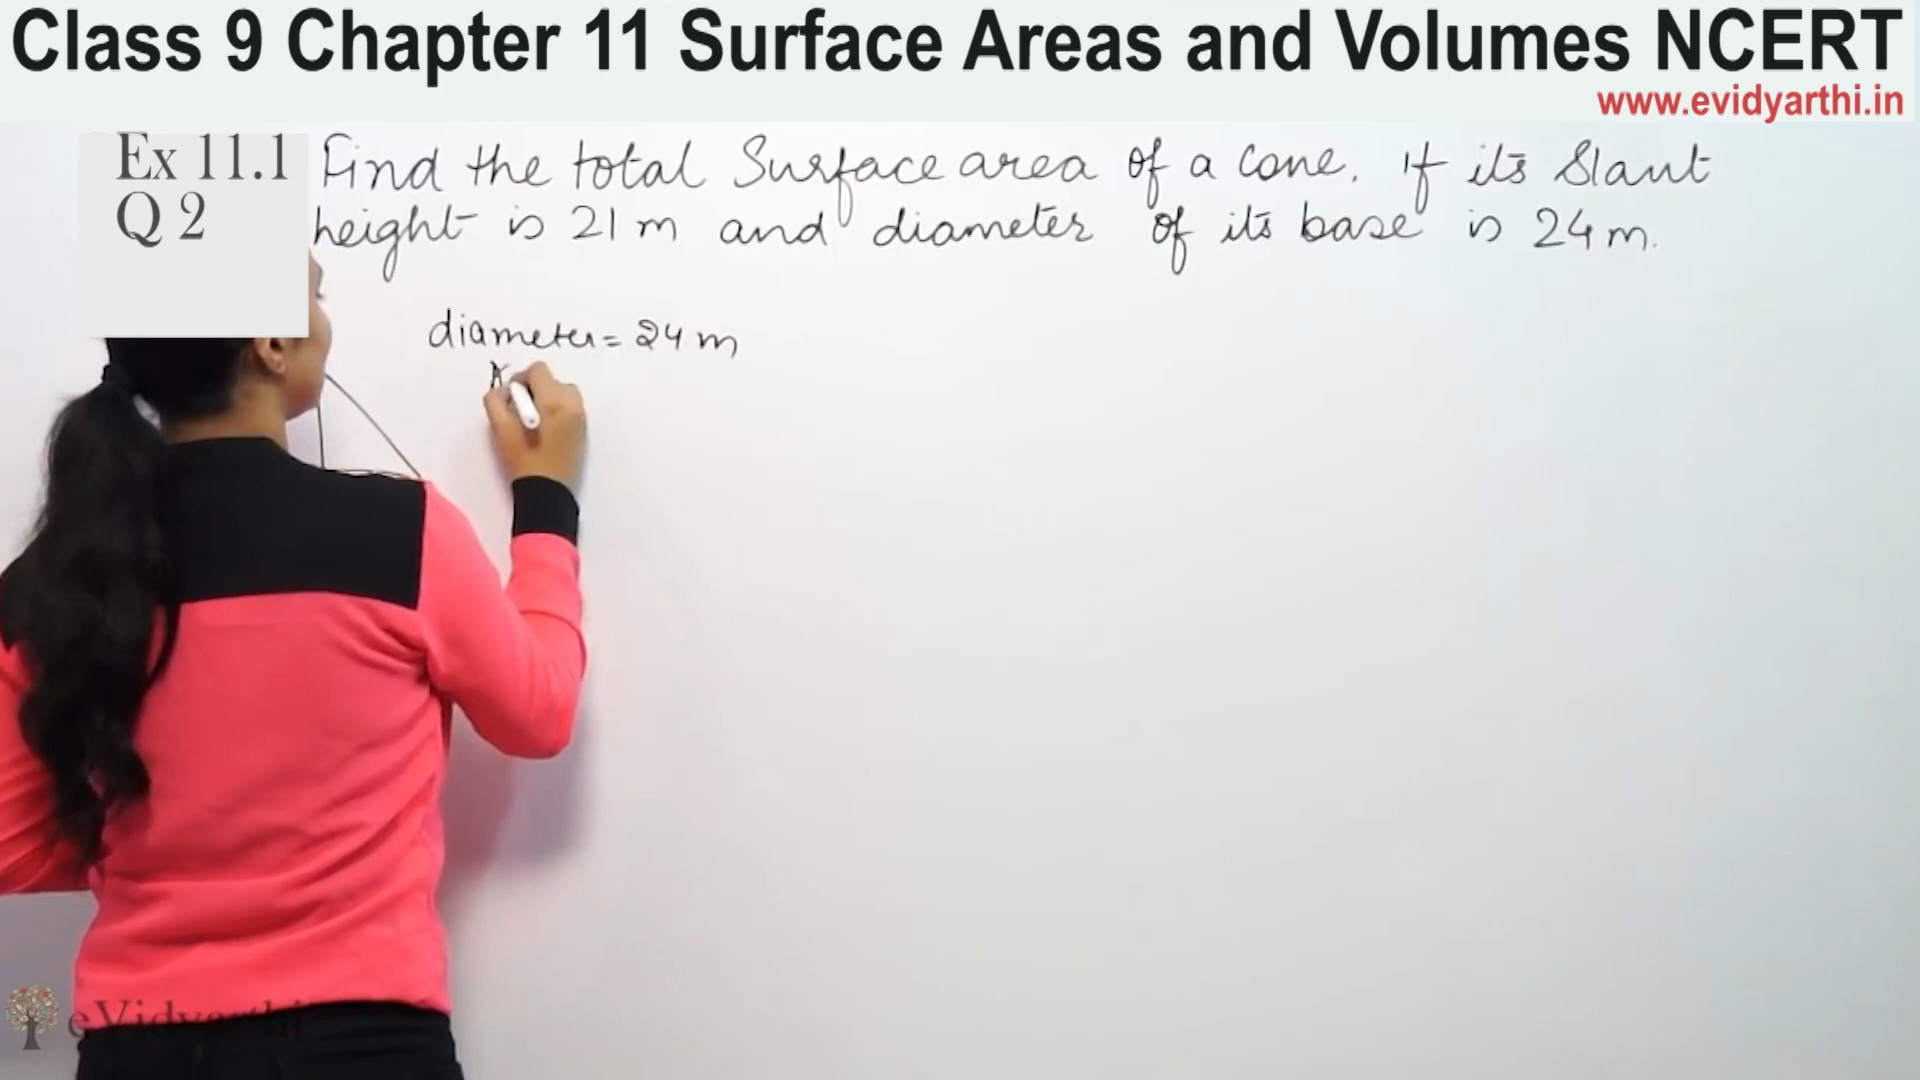 Class 9 Chapter 11 Surface Areas and Volumes NCERT
www.evidyarthi.in
Ex 11.1
Q 2
Find the total Surface area of a cone. If its Slant
height is 21 m and diameter of its base is 24 m.
diameter = 24 m
eVidyarthi